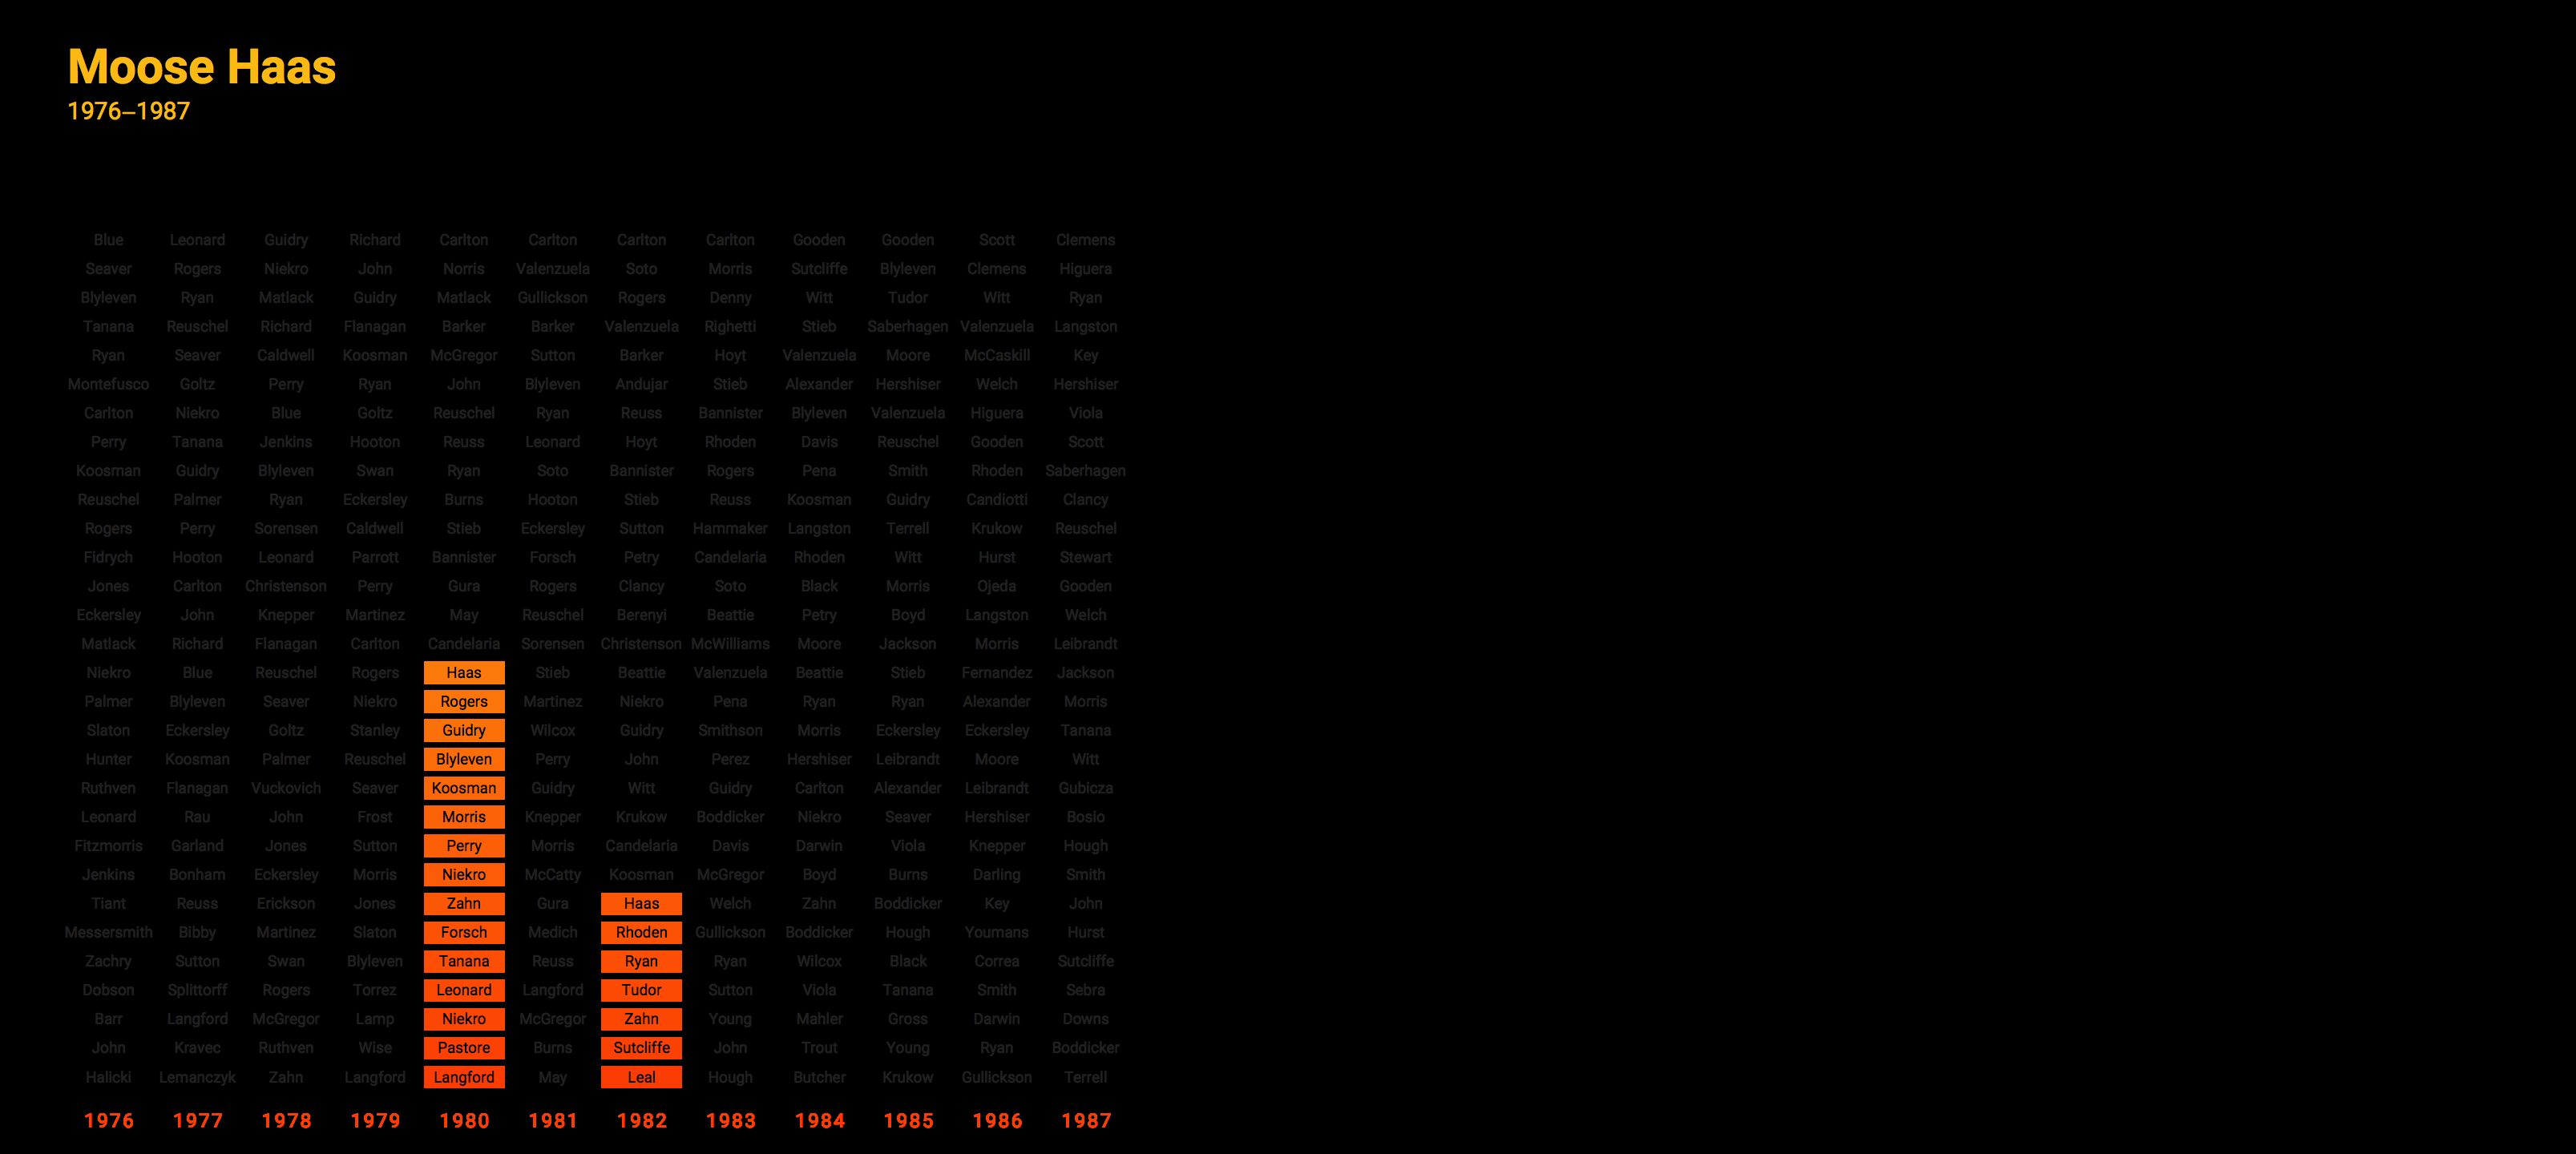 Moose Haas
1976–1987
Blue Leonard Guidry Richard Carlton Carlton Carlton Carlton Gooden Gooden Scott Clemens
Seaver Rogers Niekro John Norris Valenzuela Soto Morris Sutcliffe Blyleven Clemens Higuera
Blyleven Ryan Matlack Guidry Matlack Gullickson Rogers Denny Witt Tudor Witt Ryan
Tanana Reuschel Richard Flanagan Barker Barker Valenzuela Righetti Stieb Saberhagen Valenzuela Langston
Ryan Seaver Caldwell Koosman McGregor Sutton Barker Hoyt Valenzuela Moore McCaskill Key
Montefusco Goltz Perry Ryan John Blyleven Andujar Stieb Alexander Hershiser Welch Hershiser
Carlton Niekro Blue Goltz Reuschel Ryan Reuss Bannister Blyleven Valenzuela Higuera Viola
Perry Tanana Jenkins Hooton Reuss Leonard Hoyt Rhoden Davis Reuschel Gooden Scott
Koosman Guidry Blyleven Swan Ryan Soto Bannister Rogers Pena Smith Rhoden Saberhagen
Reuschel Palmer Ryan Eckersley Burns Hooton Stieb Reuss Koosman Guidry Candiotti Clancy
Rogers Perry Sorensen Caldwell Stieb Eckersley Sutton Hammaker Langston Terrell Krukow Reuschel
Fidrych Hooton Leonard Parrott Bannister Forsch Petry Candelaria Rhoden Witt Hurst Stewart
Jones Carlton Christenson Perry Gura Rogers Clancy Soto Black Morris Ojeda Gooden
Eckersley John Knepper Martinez May Reuschel Berenyi Beattie Petry Boyd Langston Welch
Matlack Richard Flanagan Carlton Candelaria Sorensen Christenson McWilliams Moore Jackson Morris Leibrandt
Niekro Blue Reuschel Rogers Haas Stieb Beattie Valenzuela Beattie Stieb Fernandez Jackson
Palmer Blyleven Seaver Niekro Rogers Martinez Niekro Pena Ryan Ryan Alexander Morris
Slaton Eckersley Goltz Stanley Guidry Wilcox Guidry Smithson Morris Eckersley Eckersley Tanana
Hunter Koosman Palmer Reuschel Blyleven Perry John Perez Hershiser Leibrandt Moore Witt
Ruthven Flanagan Vuckovich Seaver Koosman Guidry Witt Guidry Carlton Alexander Leibrandt Gubicza
Leonard Rau John Frost Morris Knepper Krukow Boddicker Niekro Seaver Hershiser Bosio
Fitzmorris Garland Jones Sutton Perry Morris Candelaria Davis Darwin Viola Knepper Hough
Jenkins Bonham Eckersley Morris Niekro McCatty Koosman McGregor Boyd Burns Darling Smith
Tiant Reuss Erickson Jones Zahn Gura Haas Welch Zahn Boddicker Key John
Messersmith Bibby Martinez Slaton Forsch Medich Rhoden Gullickson Boddicker Hough Youmans Hurst
Zachry Sutton Swan Blyleven Tanana Reuss Ryan Ryan Wilcox Black Correa Sutcliffe
Dobson Splittorff Rogers Torrez Leonard Langford Tudor Sutton Viola Tanana Smith Sebra
Barr Langford McGregor Lamp Niekro McGregor Zahn Young Mahler Gross Darwin Downs
John Kravec Ruthven Wise Pastore Burns Sutcliffe John Trout Young Ryan Boddicker
Halicki Lemanczyk Zahn Langford Langford May Leal Hough Butcher Krukow Gullickson Terrell
1976 1977 1978 1979 1980 1981 1982 1983 1984 1985 1986 1987